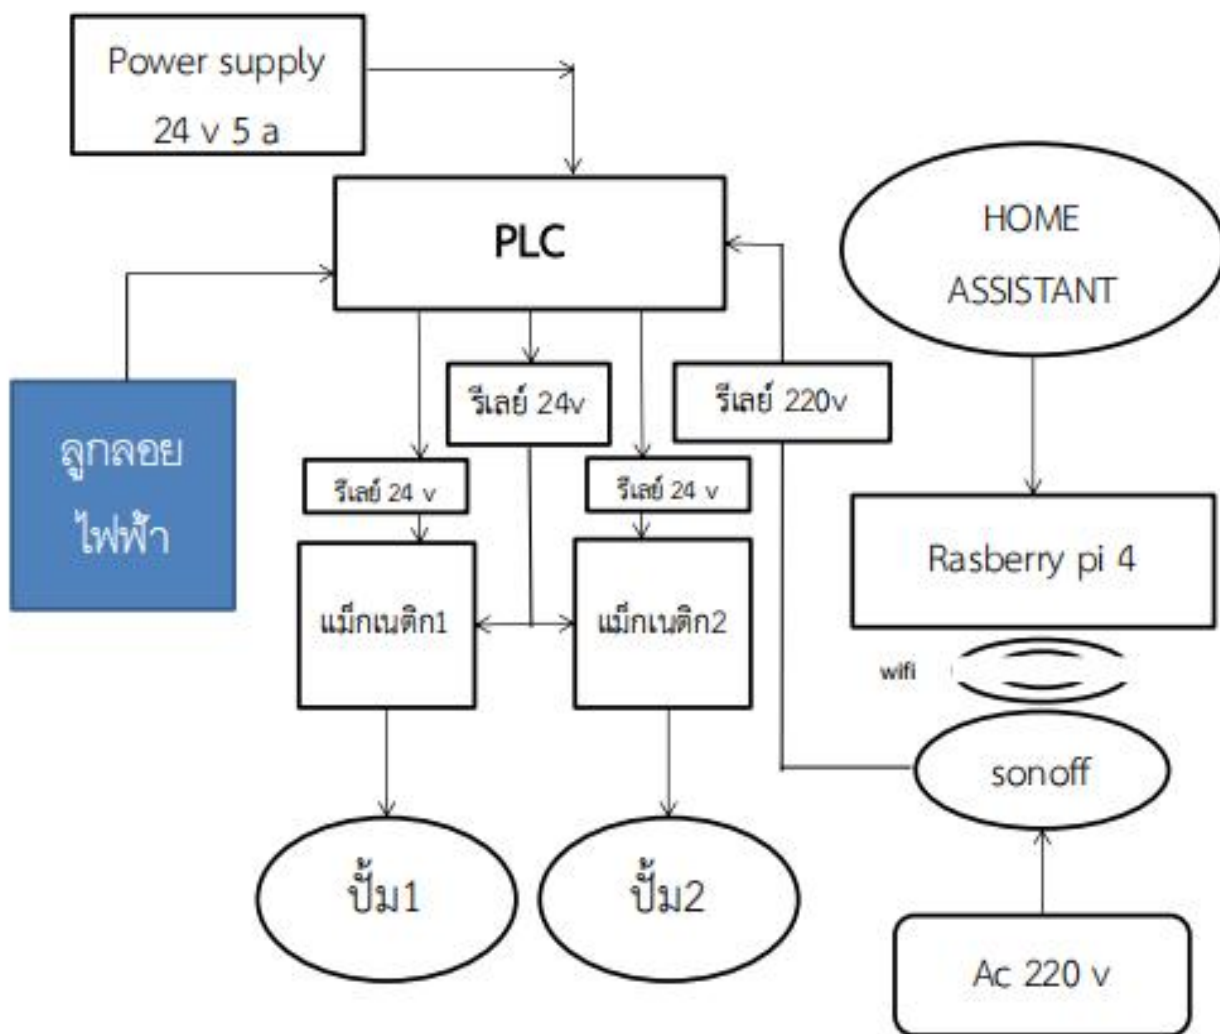 Power supply
24 v 5 a
PLC
HOME
ASSISTANT
รีเลย์ 24v
รีเลย์ 220v
ลูกลอย
ไฟฟ้า
รีเลย์ 24 v
รีเลย์ 24 v
Rasberry pi 4
แม็กเนติก1
แม็กเนติก2
wifi
sonoff
ปั้ม1
ปั้ม2
Ac 220 v